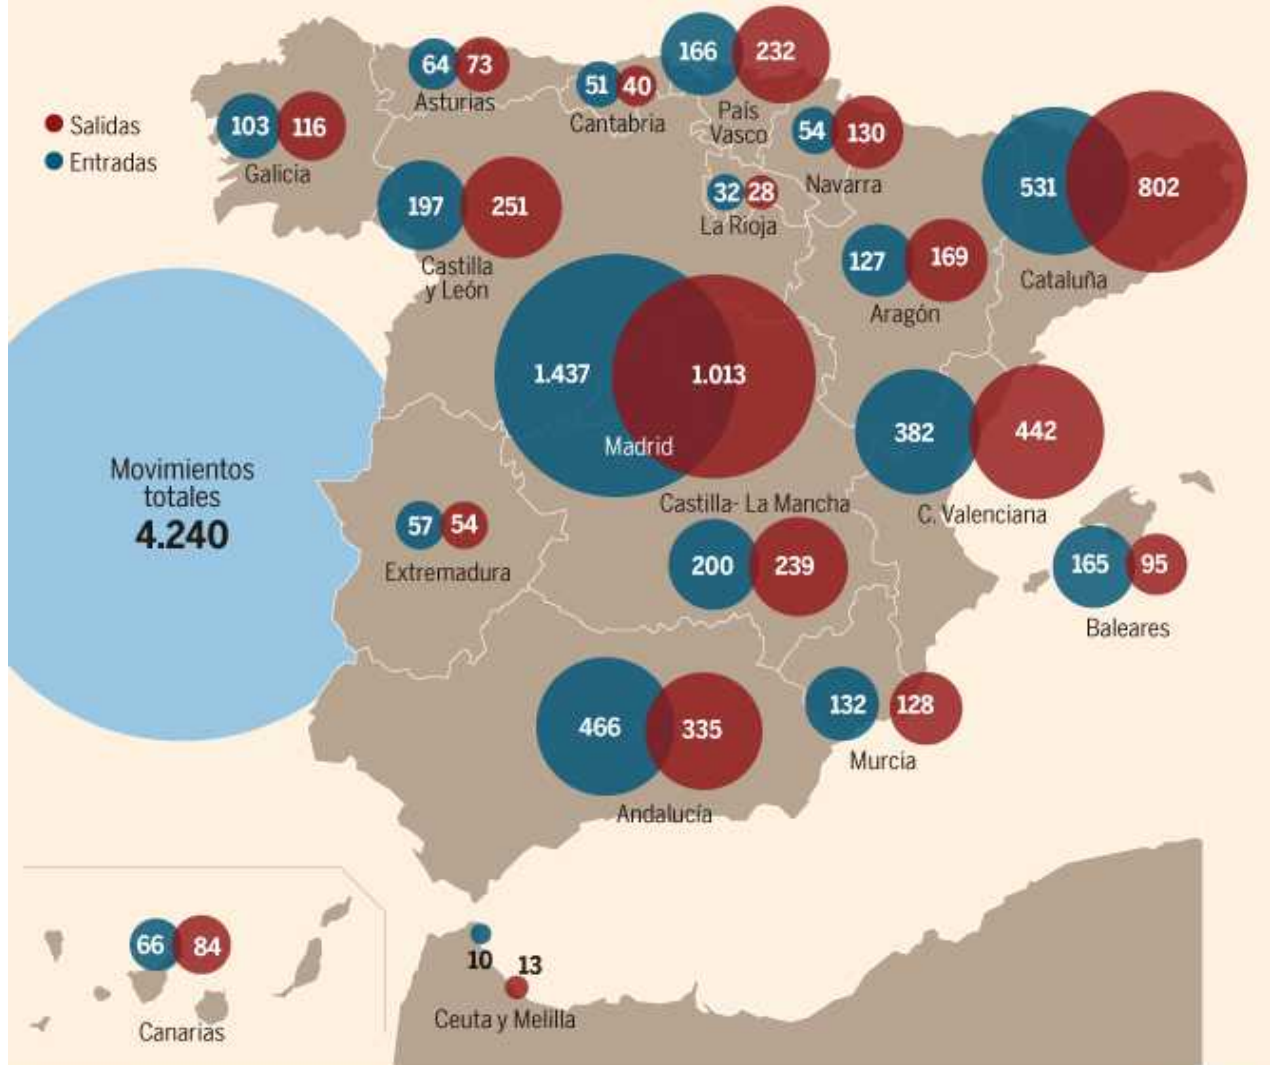 166 232
64 73
51 40
Asturias
Cantabria
País
Vasco
Salidas
Entradas
103 116
Galicia
54 130
Navarra
531 802
Cataluña
197 251
Castilla
y León
32 28
La Rioja
127 169
Aragón
1.437 1.013
Madrid
382 442
C. Valenciana
Movimientos
totales
4.240
57 54
Extremadura
Castilla- La Mancha
200 239
165 95
Baleares
132 128
Murcia
466 335
Andalucía
66 84
Canarias
10 13
Ceuta y Melilla